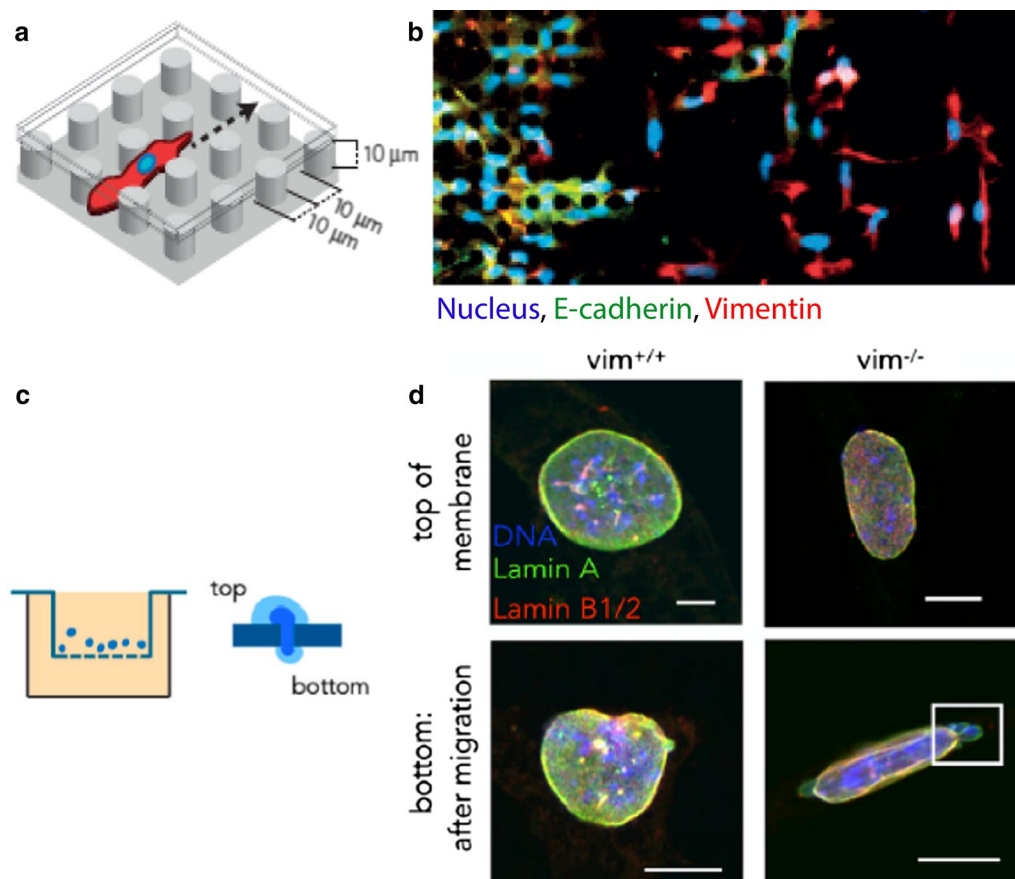 a
10 μm
10 μm
10 μm
b
Nucleus, E-cadherin, Vimentin
c
top
bottom
d
vim+/+
vim-/-
top of
membrane
DNA
Lamin A
Lamin B1/2
bottom:
after migration